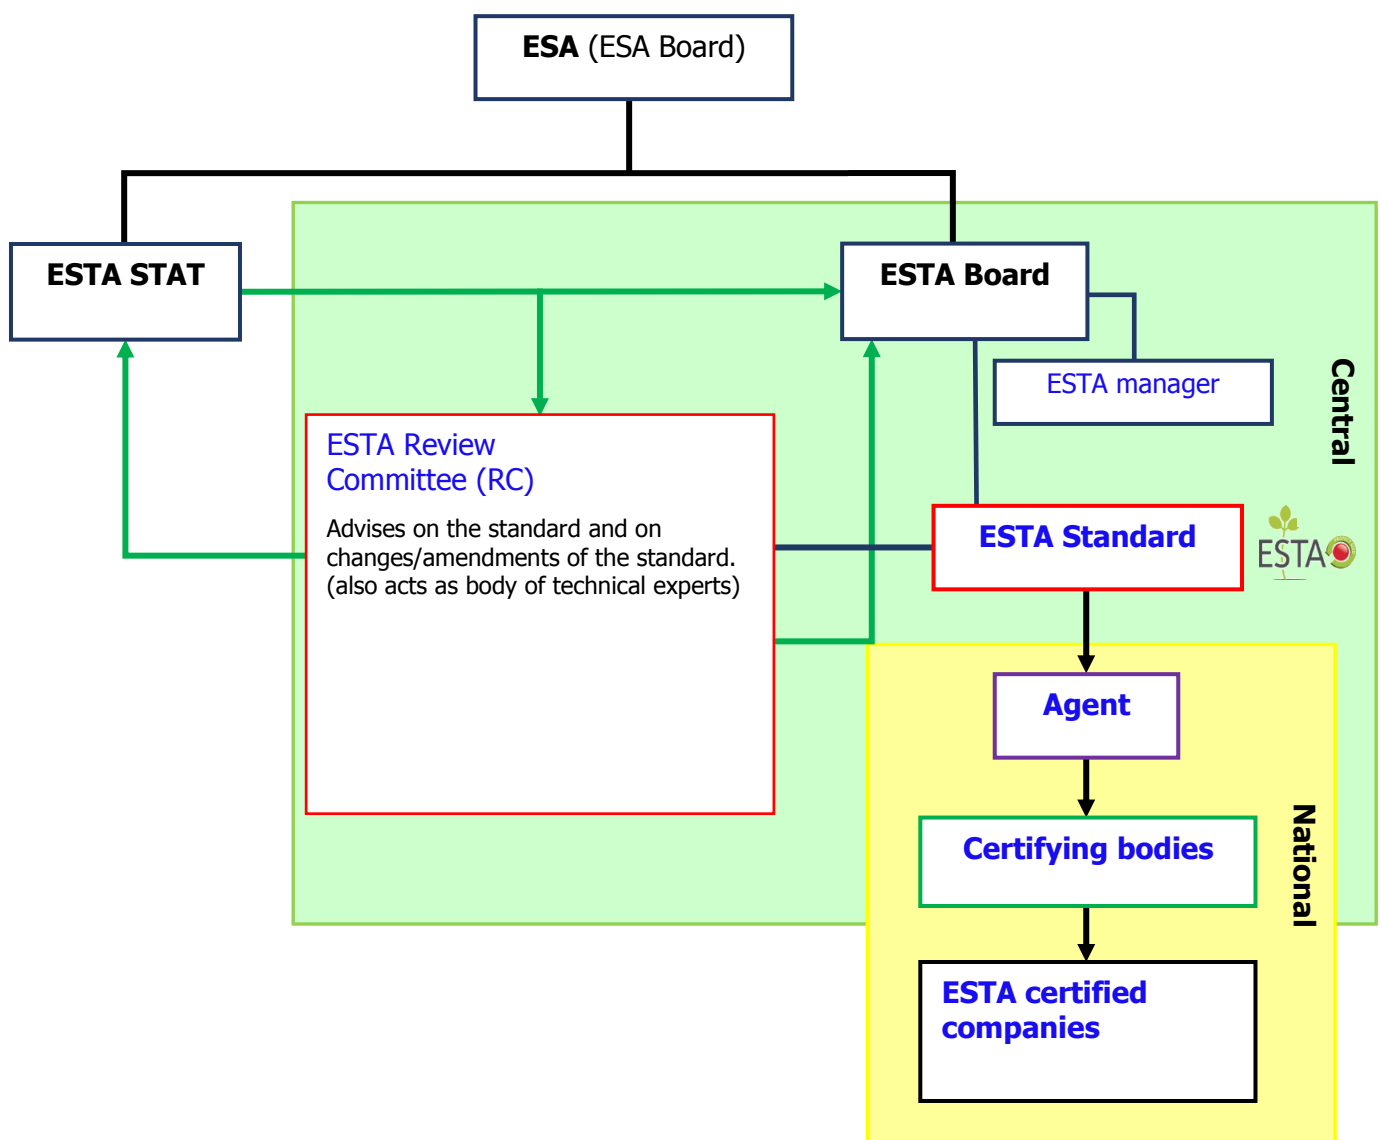 ESA (ESA Board)
ESTA STAT
ESTA Board
ESTA manager
Central
ESTA Review
Committee (RC)
Advises on the standard and on
changes/amendments of the standard.
(also acts as body of technical experts)
ESTA Standard
ESTA
Agent
National
Certifying bodies
ESTA certified
companies